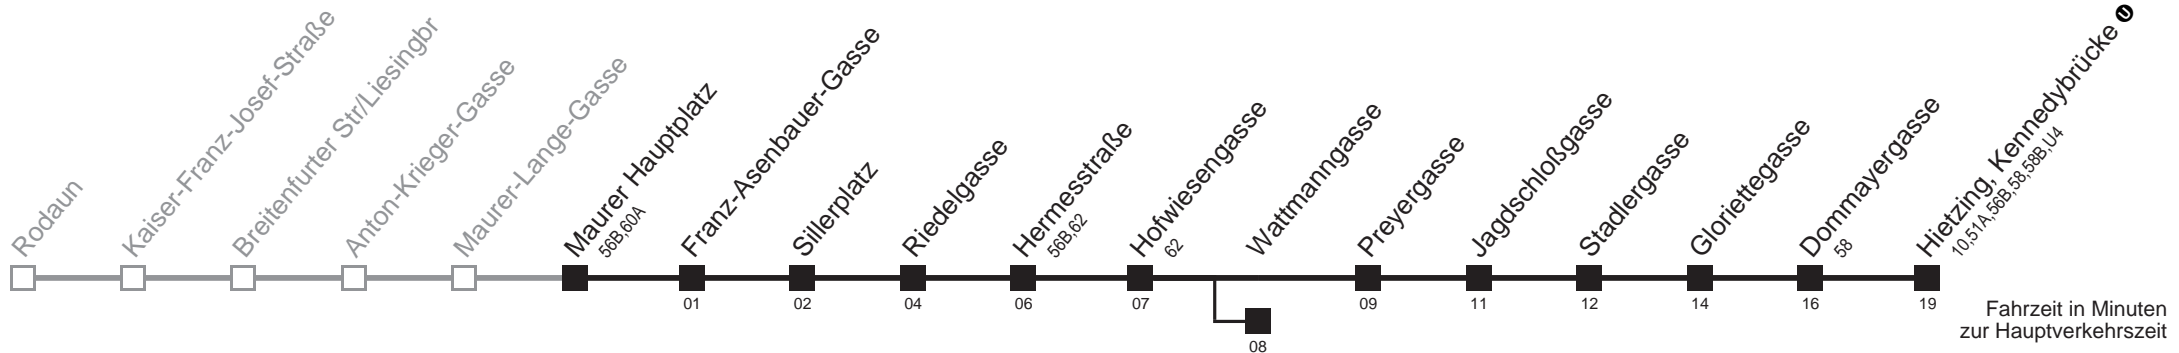 Rodaun
Kaiser-Franz-Josef-Straße
Breitenfurter Str/Liesingbr
Anton-Krieger-Gasse
Maurer-Lange-Gasse
Maurer Hauptplatz
56B,60A
Franz-Asenbauer-Gasse
Sillerplatz
Riedelgasse
Hermesstraße
56B,62
Hofwiesengasse
62
Wattmanngasse
Preyergasse
Jagdschloßgasse
Stadlergasse
Gloriettegasse
Dommayergasse
58
Hietzing, Kennedybrücke U
10,51A,56B,58,58B,U4
01
02
04
06
07
08
09
11
12
14
16
19
Fahrzeit in Minuten
zur Hauptverkehrszeit